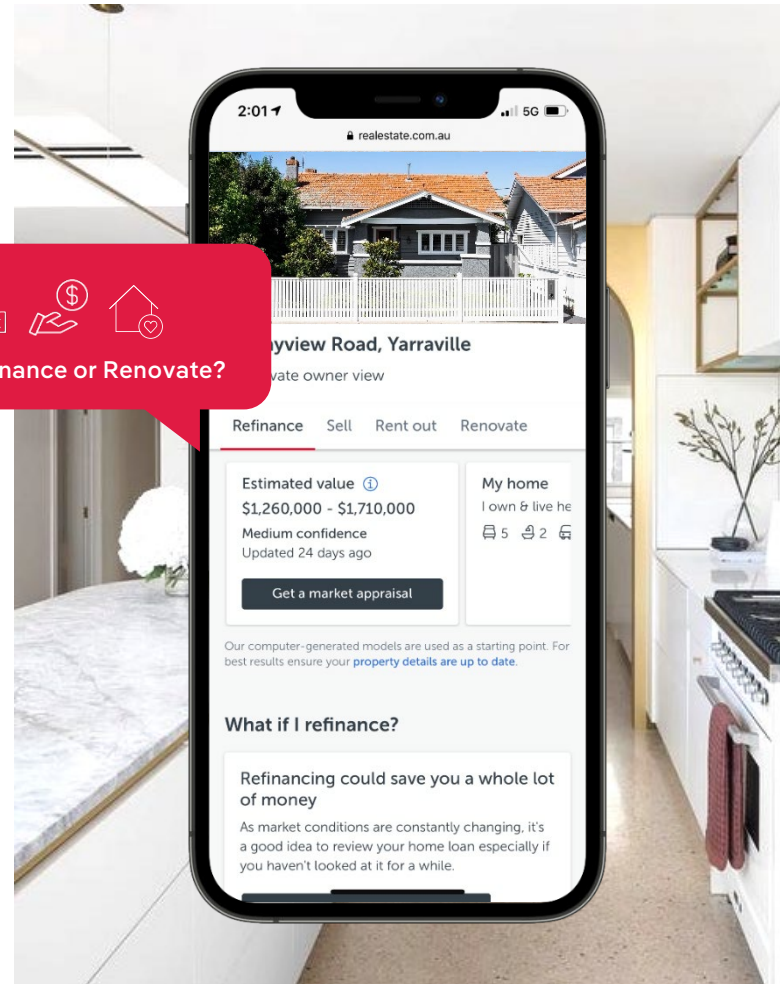 2:01
5G
realestate.com.au
Road, Yarraville
owner view
or Renovate?
Refinance Sell Rent out Renovate
Estimated value
$1,260,000 - $1,710,000
Medium confidence
Updated 24 days ago
Get a market appraisal
My home
I own & live
5 2
Our computer-generated models are used as a starting point. For
best results ensure your property details are up to date.
What if I refinance?
Refinancing could save you a whole lot
of money
As market conditions are constantly changing, it's
a good idea to review your home loan especially if
you haven't looked at it for a while.